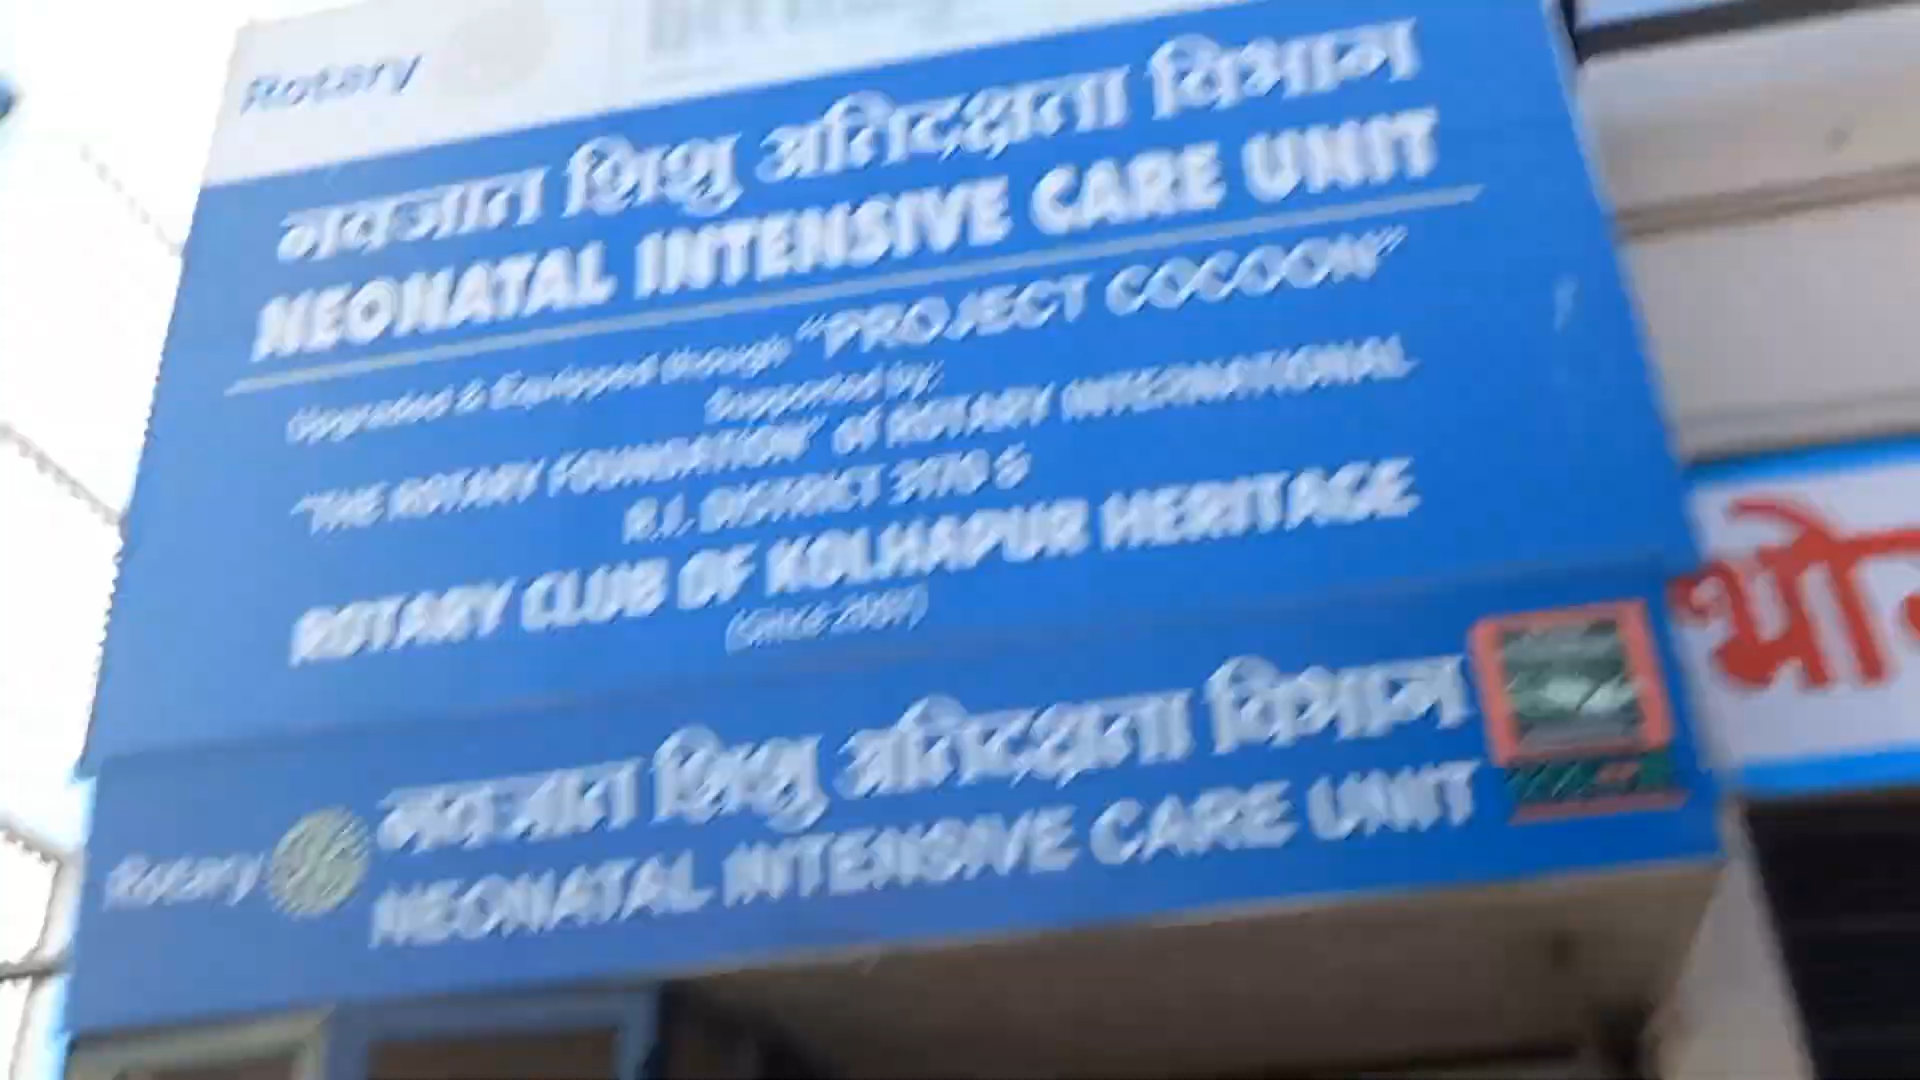 Rotary
नवजात शिशु अतिदक्षता विभाग
NEONATAL INTENSIVE CARE UNIT
Upgraded & Equipped through "PROJECT COCOON"
Supported by:
"THE ROTARY FOUNDATION" of ROTARY INTERNATIONAL
R.I. DISTRICT 3170 &
ROTARY CLUB OF KOLHAPUR HERITAGE
Rotary
नवजात शिशु अतिदक्षता विभाग
NEONATAL INTENSIVE CARE UNIT